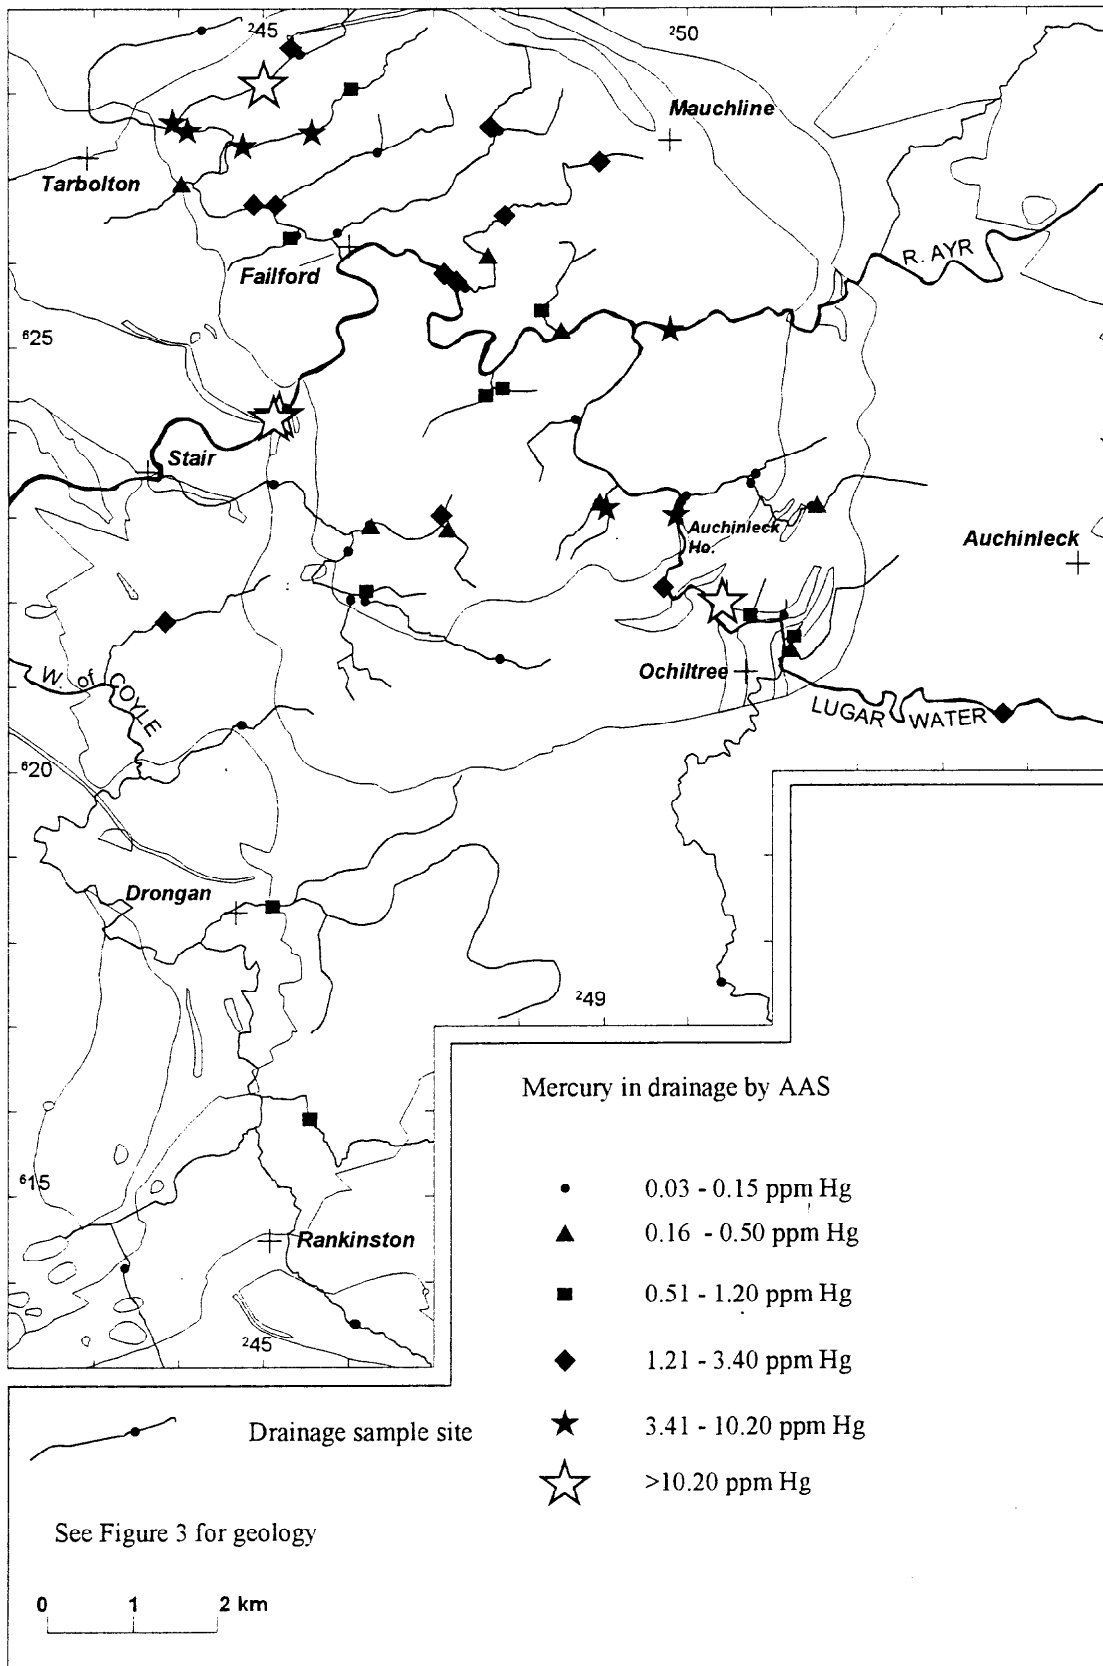 ²45
²50
Mauchline
Tarbolton
R. AYR
Failford
⁶25
Stair
Auchinleck
Ho.
Auchinleck
W. of COYLE
Ochiltree
LUGAR WATER
⁶20
Drongan
²49
Mercury in drainage by AAS
0.03 - 0.15 ppm Hg
⁶15
0.16 - 0.50 ppm Hg
Rankinston
0.51 - 1.20 ppm Hg
²45
1.21 - 3.40 ppm Hg
Drainage sample site
3.41 - 10.20 ppm Hg
>10.20 ppm Hg
See Figure 3 for geology
0 1 2 km